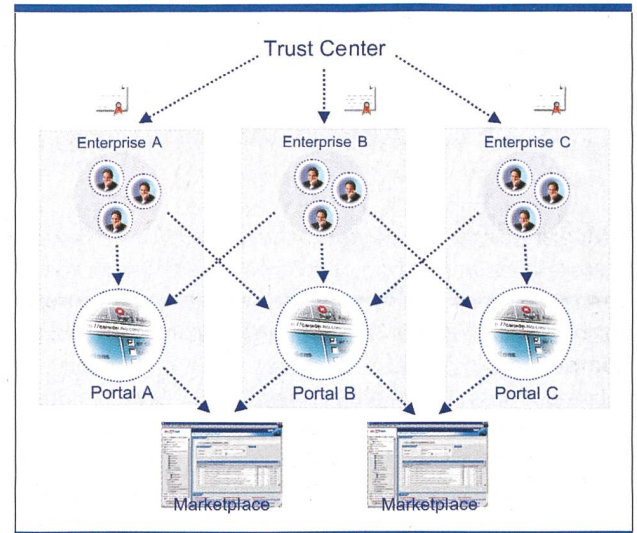 Trust Center
Enterprise A
Enterprise B
Enterprise C
Portal A
Portal B
Portal C
Marketplace
Marketplace